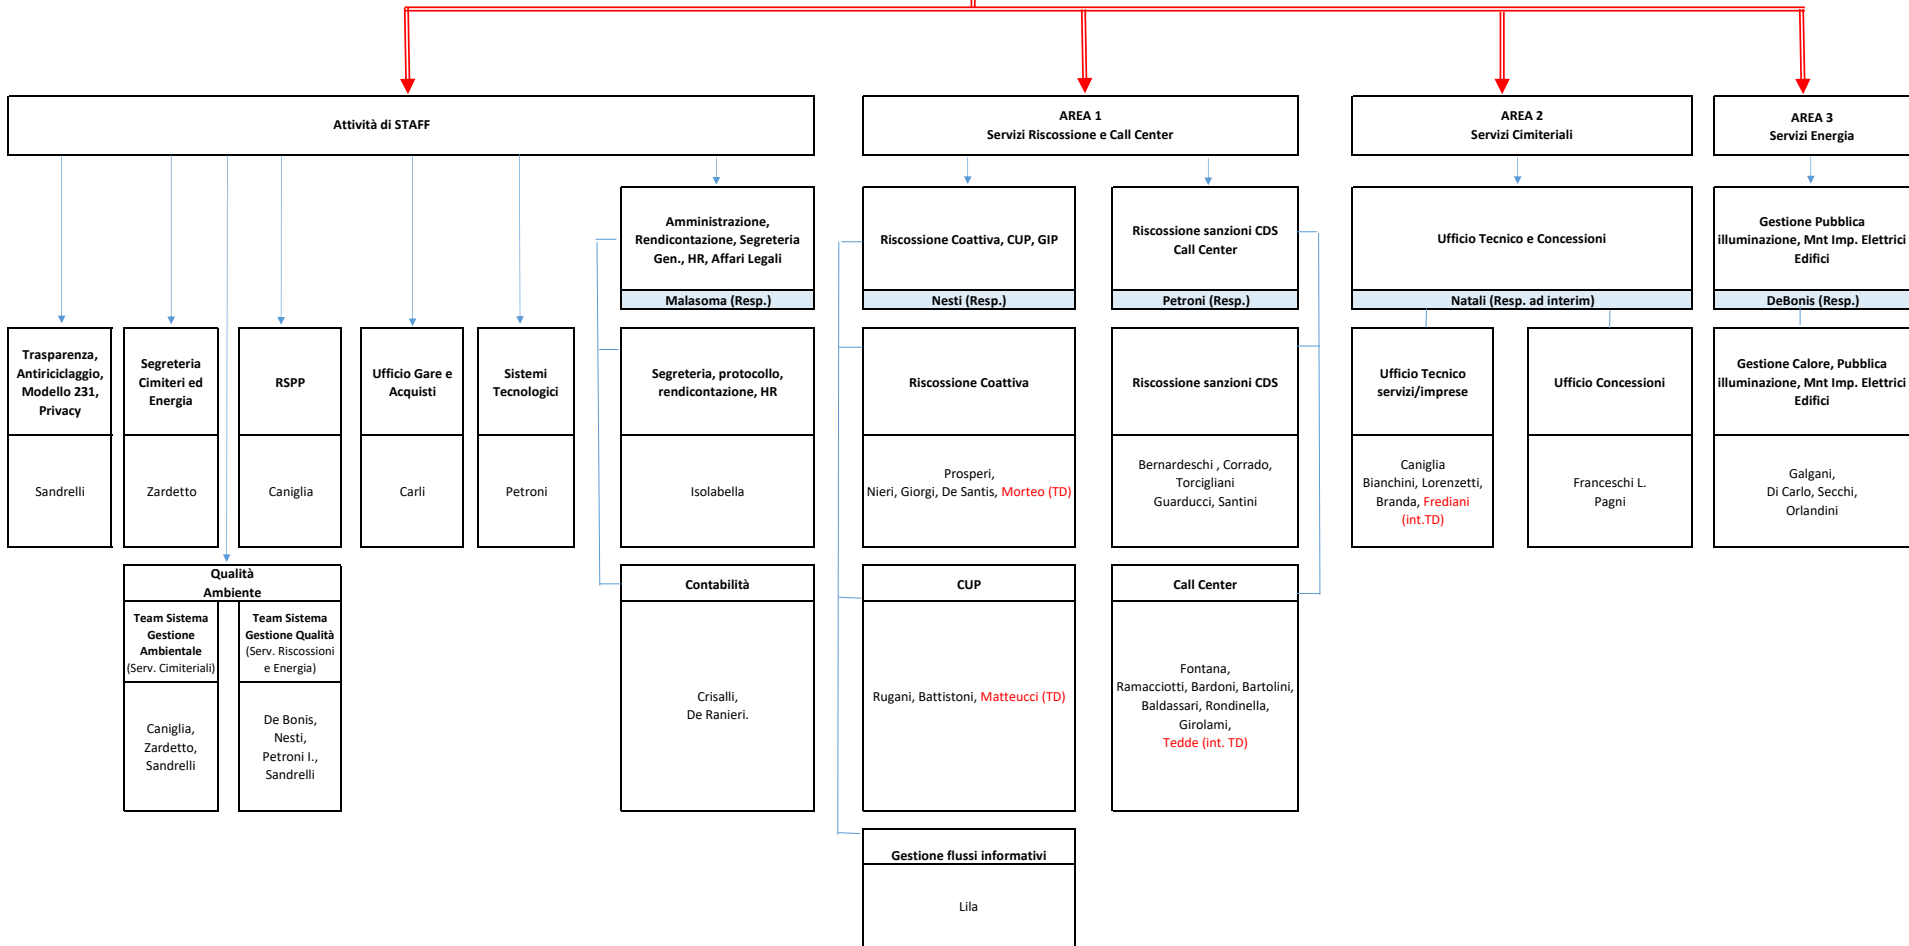 Attività di STAFF
AREA 1
Servizi Riscossione e Call Center
AREA 2
Servizi Cimiteriali
AREA 3
Servizi Energia
Amministrazione,
Rendicontazione, Segreteria
Gen., HR, Affari Legali
Malasoma (Resp.)
Riscossione Coattiva, CUP, GIP
Nesti (Resp.)
Riscossione sanzioni CDS
Call Center
Petroni (Resp.)
Ufficio Tecnico e Concessioni
Natali (Resp. ad interim)
Gestione Pubblica
illuminazione, Mnt Imp. Elettrici
Edifici
DeBonis (Resp.)
Trasparenza,
Antiriciclaggio,
Modello 231,
Privacy
Sandrelli
Segreteria
Cimiteri ed
Energia
Zardetto
RSPP
Caniglia
Ufficio Gare e
Acquisti
Carli
Sistemi
Tecnologici
Petroni
Segreteria, protocollo,
rendicontazione, HR
Isolabella
Riscossione Coattiva
Prosperi,
Nieri, Giorgi, De Santis, Morteo (TD)
Riscossione sanzioni CDS
Bernardeschi , Corrado,
Torcigliani
Guarducci, Santini
Ufficio Tecnico
servizi/imprese
Caniglia
Bianchini, Lorenzetti,
Branda, Frediani
(int.TD)
Ufficio Concessioni
Franceschi L.
Pagni
Gestione Calore, Pubblica
illuminazione, Mnt Imp. Elettrici
Edifici
Galgani,
Di Carlo, Secchi,
Orlandini
Qualità
Ambiente
Team Sistema
Gestione
Ambientale
(Serv. Cimiteriali)
Caniglia,
Zardetto,
Sandrelli
Team Sistema
Gestione Qualità
(Serv. Riscossioni
e Energia)
De Bonis,
Nesti,
Petroni I.,
Sandrelli
Contabilità
Crisalli,
De Ranieri.
CUP
Rugani, Battistoni, Matteucci (TD)
Call Center
Fontana,
Ramacciotti, Bardoni, Bartolini,
Baldassari, Rondinella,
Girolami,
Tedde (int. TD)
Gestione flussi informativi
Lila